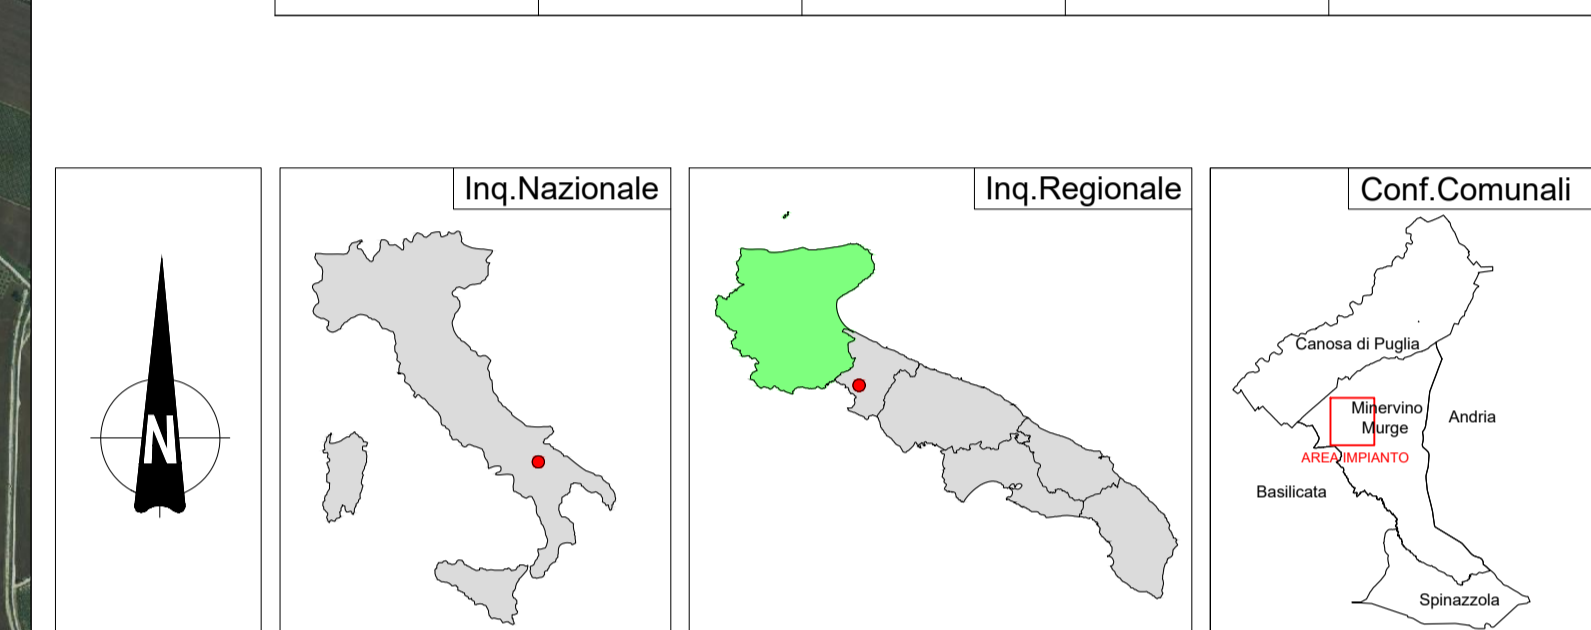 Inq.Nazionale
Inq.Regionale
Conf.Comunali
N
Canosa di Puglia
Minervino
Murge
Andria
AREA IMPIANTO
Basilicata
Spinazzola